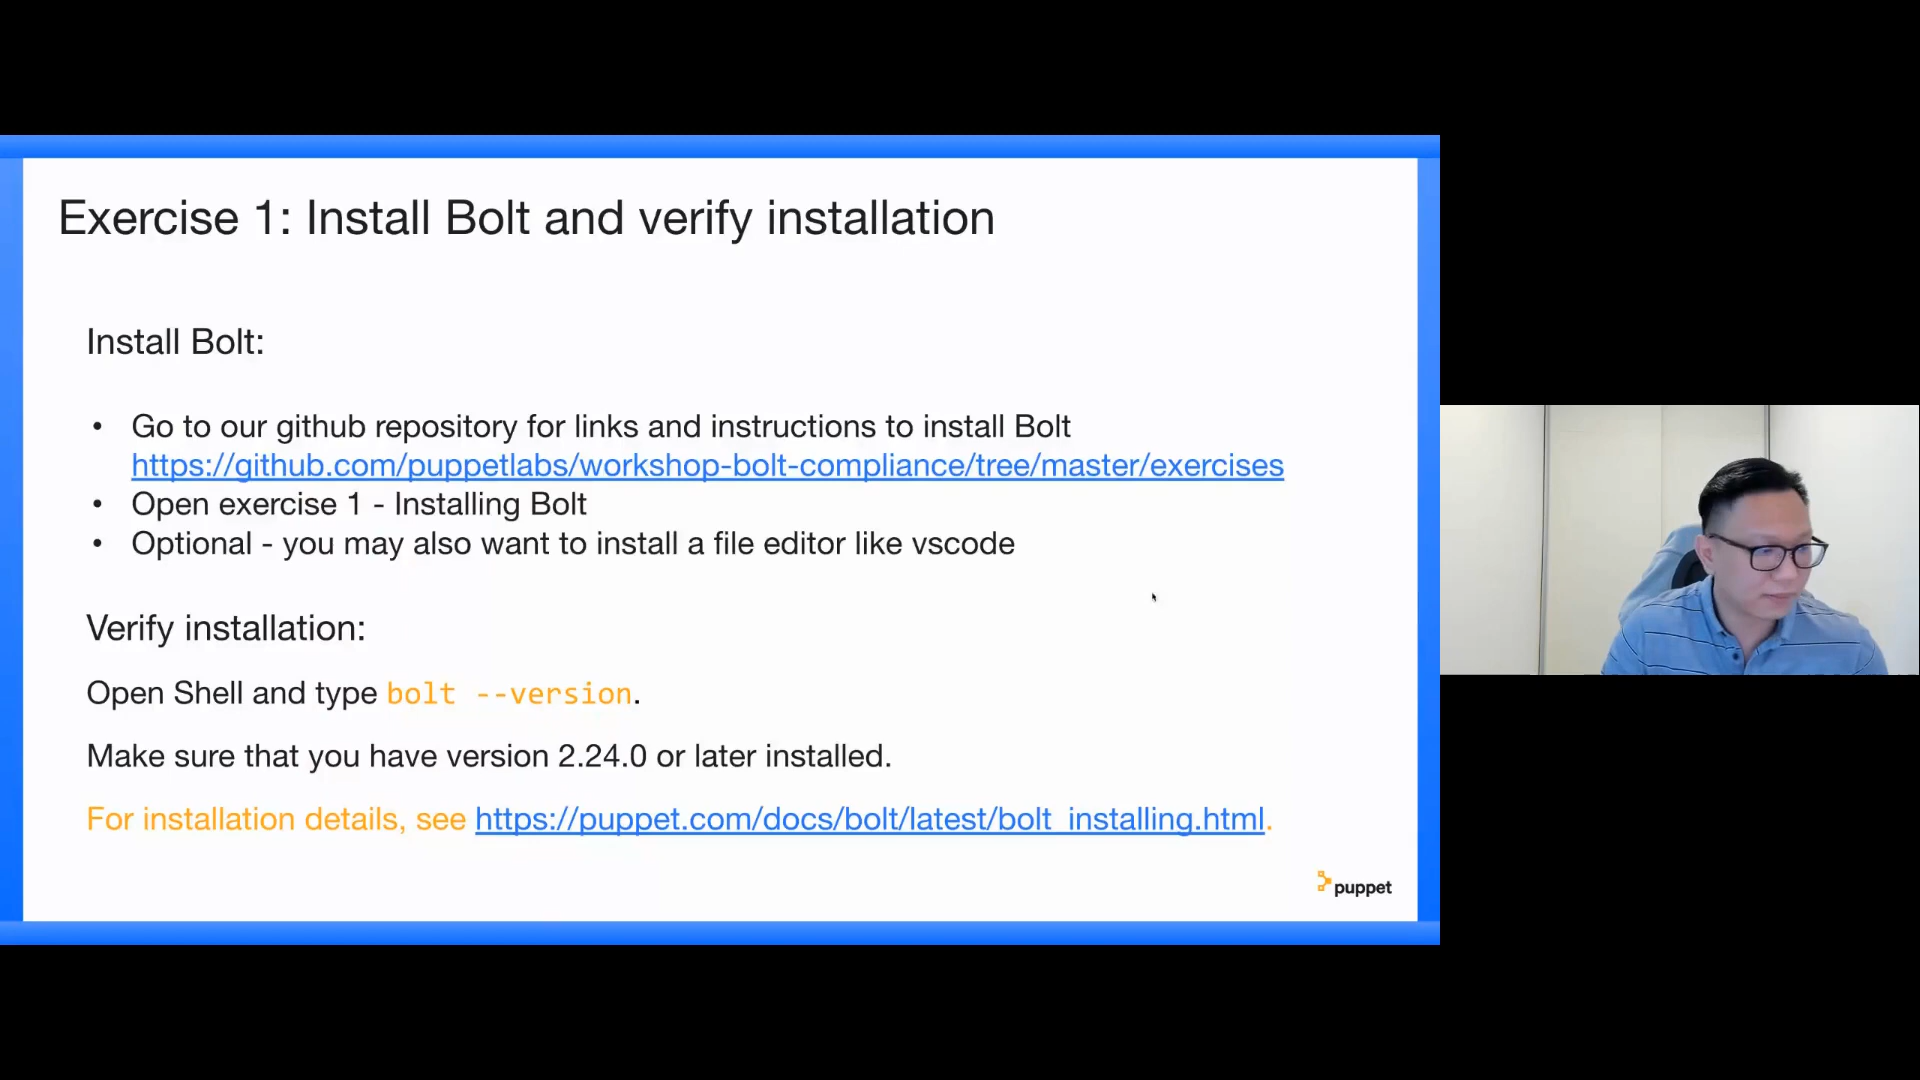 Exercise 1: Install Bolt and verify installation
Install Bolt:
• Go to our github repository for links and instructions to install Bolt
https://github.com/puppetlabs/workshop-bolt-compliance/tree/master/exercises
• Open exercise 1 - Installing Bolt
• Optional - you may also want to install a file editor like vscode
Verify installation:
Open Shell and type bolt --version.
Make sure that you have version 2.24.0 or later installed.
For installation details, see https://puppet.com/docs/bolt/latest/bolt_installing.html.
puppet